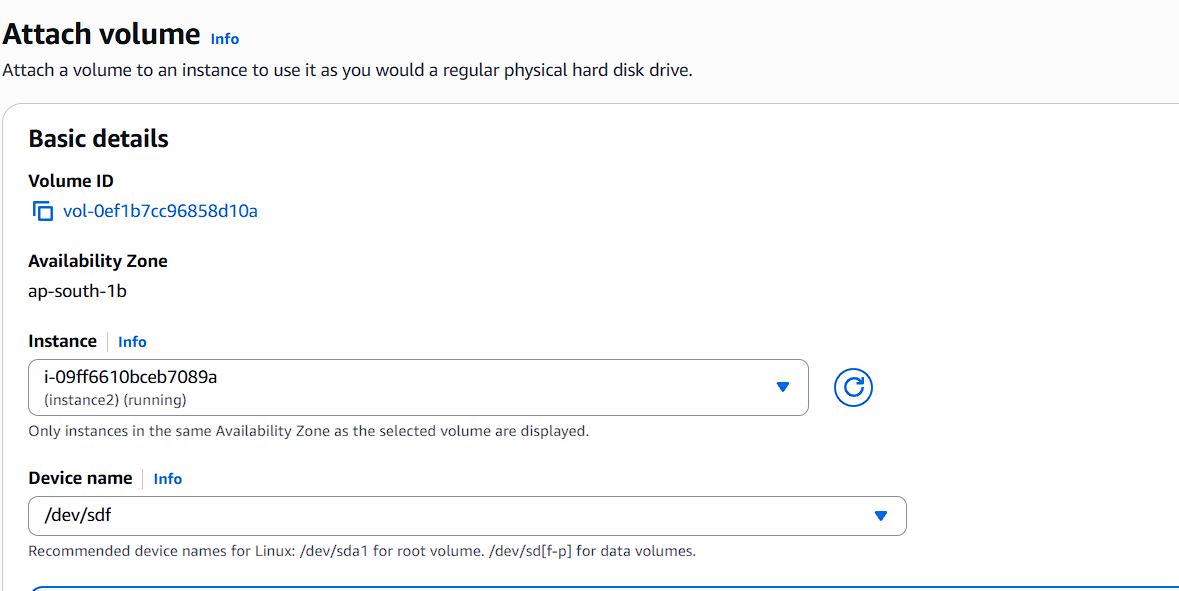 Attach volume Info
Attach a volume to an instance to use it as you would a regular physical hard disk drive.
Basic details
Volume ID
vol-0ef1b7cc96858d10a
Availability Zone
ap-south-1b
Instance Info
i-09ff6610bceb7089a
(instance2) (running)
Only instances in the same Availability Zone as the selected volume are displayed.
Device name Info
/dev/sdf
Recommended device names for Linux: /dev/sda1 for root volume. /dev/sd[f-p] for data volumes.